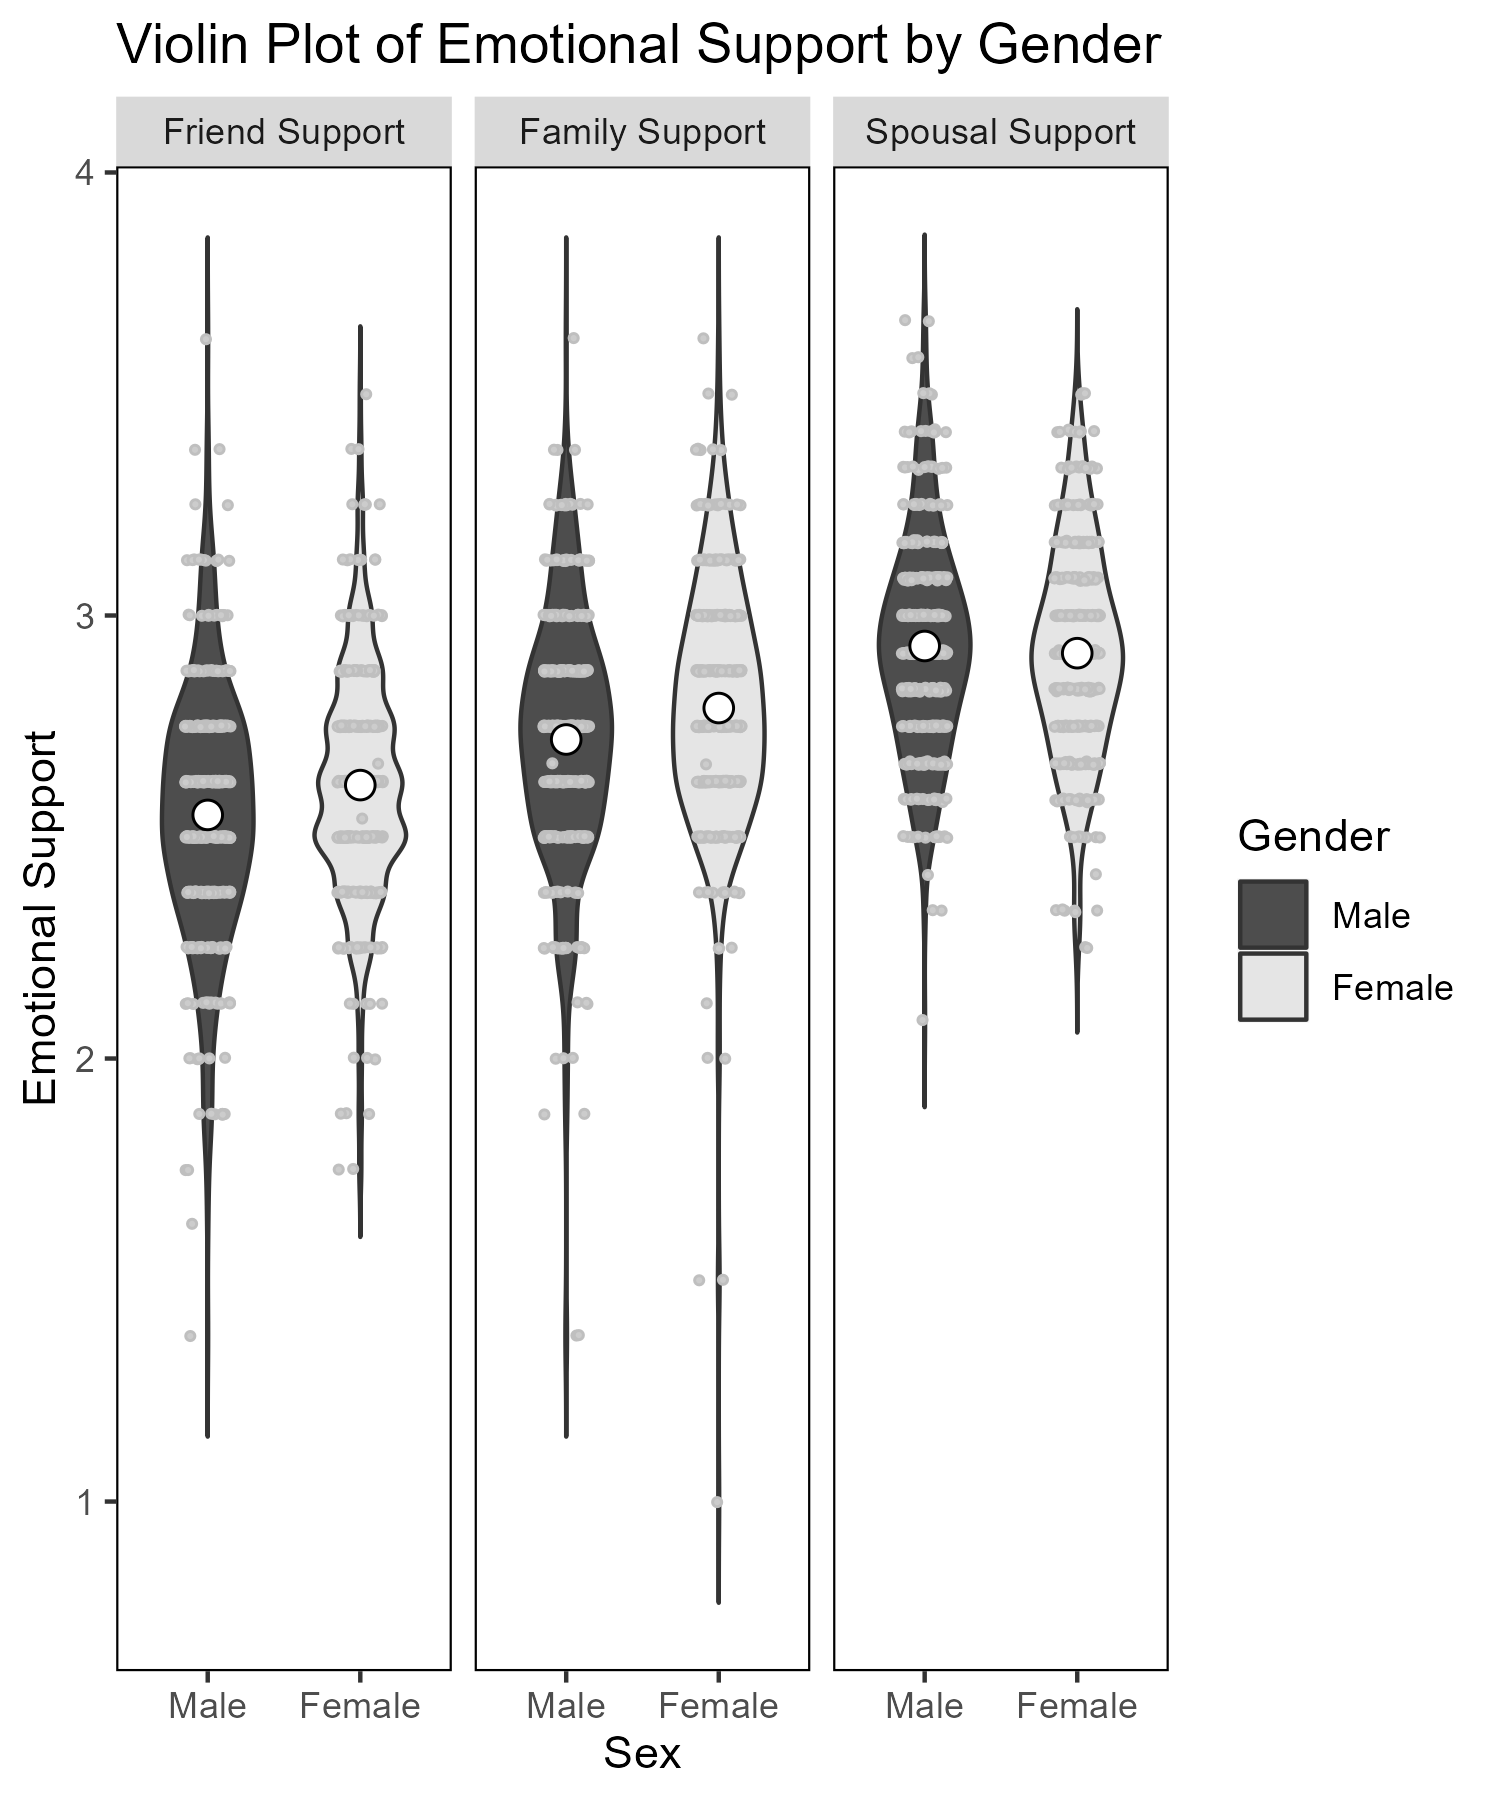 Violin Plot of Emotional Support by Gender
Friend Support
Family Support
Spousal Support
4
3
2
1
Emotional Support
Male
Female
Male
Female
Male
Female
Sex
Gender
Male
Female